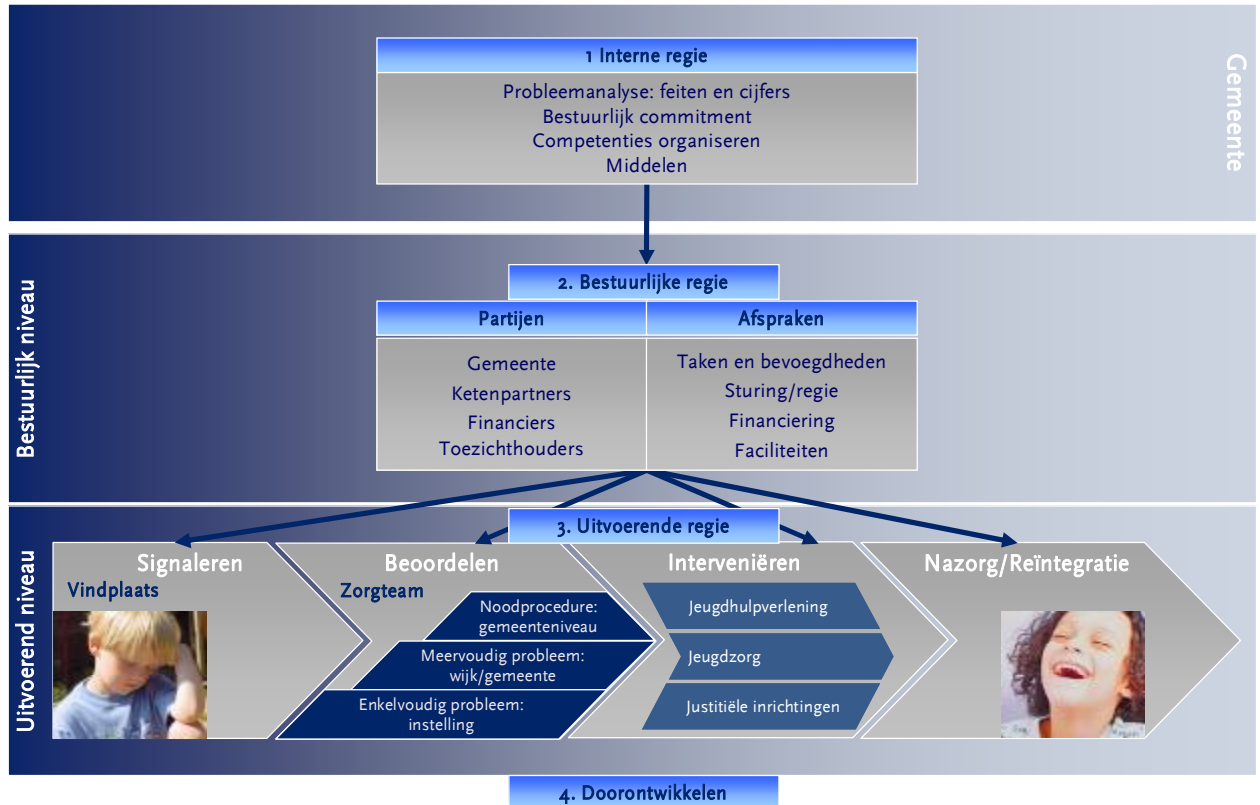 Gemeente
1 Interne regie
Probleemanalyse: feiten en cijfers
Bestuurlijk commitment
Competenties organiseren
Middelen
Bestuurlijk niveau
2. Bestuurlijke regie
Partijen
Afspraken
Gemeente
Ketenpartners
Financiers
Toezichthouders
Taken en bevoegdheden
Sturing/regie
Financiering
Faciliteiten
Uitvoerend niveau
3. Uitvoerende regie
Signaleren
Vindplaats
Beoordelen
Zorgteam
Noodprocedure:
gemeenteniveau
Meervoudig probleem:
wijk/gemeente
Enkelvoudig probleem:
instelling
Interveniëren
Jeugdhulpverlening
Jeugdzorg
Justitiële inrichtingen
Nazorg/Reïntegratie
4. Doorontwikkelen